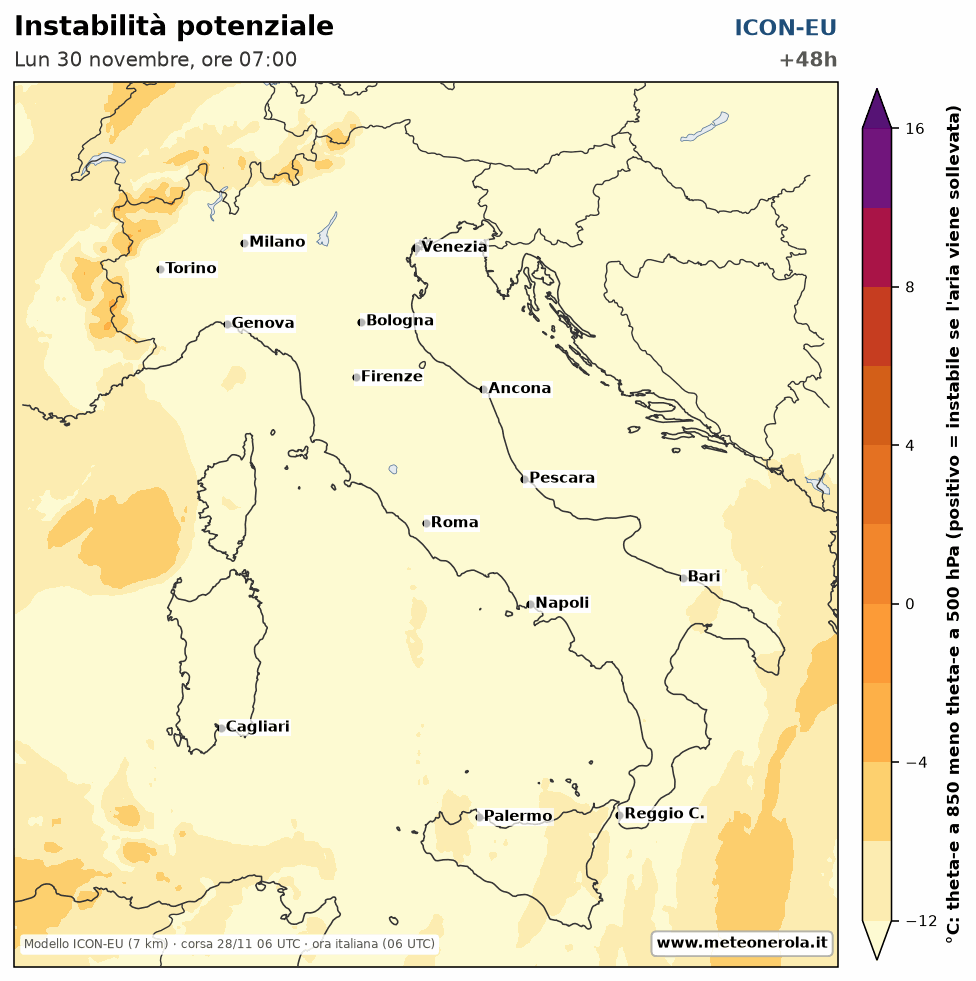 Instabilità potenziale
ICON-EU
Lun 30 novembre, ore 07:00
+48h
Milano
Venezia
Torino
Genova
Bologna
Firenze
Ancona
Pescara
Roma
Bari
Napoli
Cagliari
Palermo
Reggio C.
16
8
4
0
−4
−12
°C: theta-e a 850 meno theta-e a 500 hPa (positivo = instabile se l'aria viene sollevata)
Modello ICON-EU (7 km) · corsa 28/11 06 UTC · ora italiana (06 UTC)
www.meteonerola.it